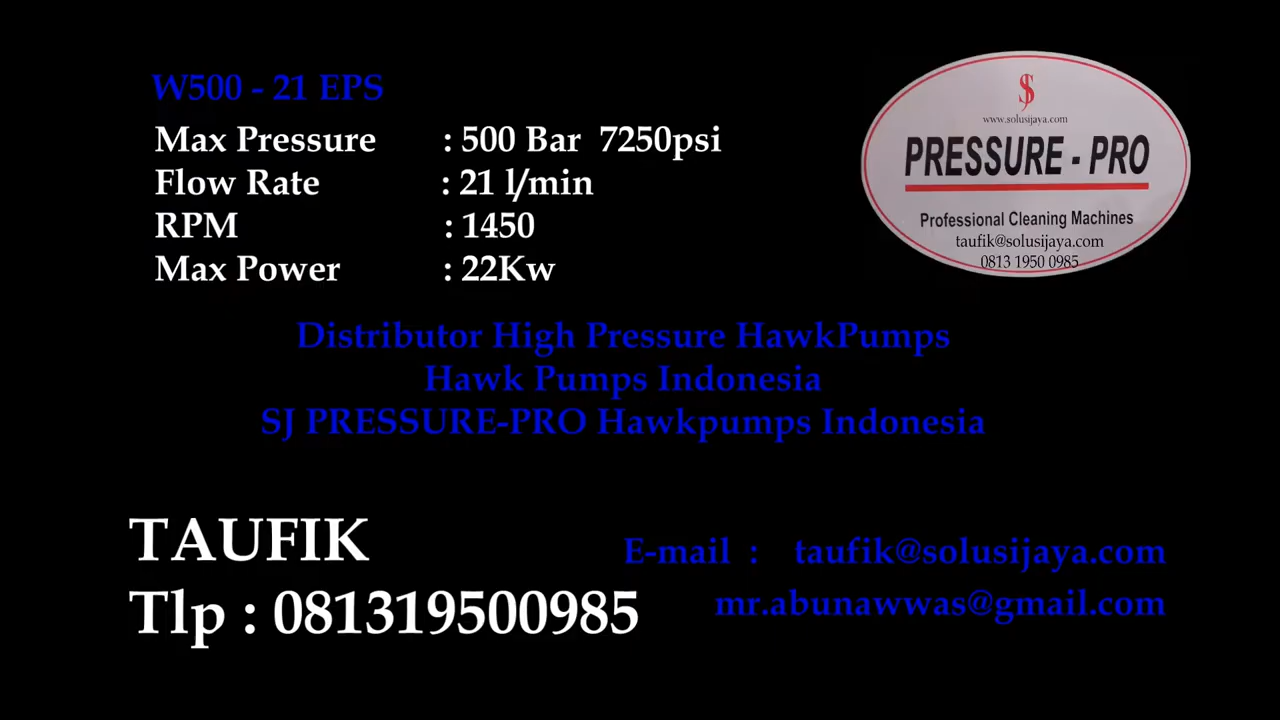 W500 - 21 EPS
Max Pressure : 500 Bar 7250psi
Flow Rate : 21 l/min
RPM : 1450
Max Power : 22Kw
$
www.solusijaya.com
PRESSURE - PRO
Professional Cleaning Machines
taufik@solusijaya.com
0813 1950 0985
Distributor High Pressure HawkPumps
Hawk Pumps Indonesia
SJ PRESSURE-PRO Hawkpumps Indonesia
TAUFIK
Tlp : 081319500985
E-mail : taufik@solusijaya.com
mr.abunawwas@gmail.com